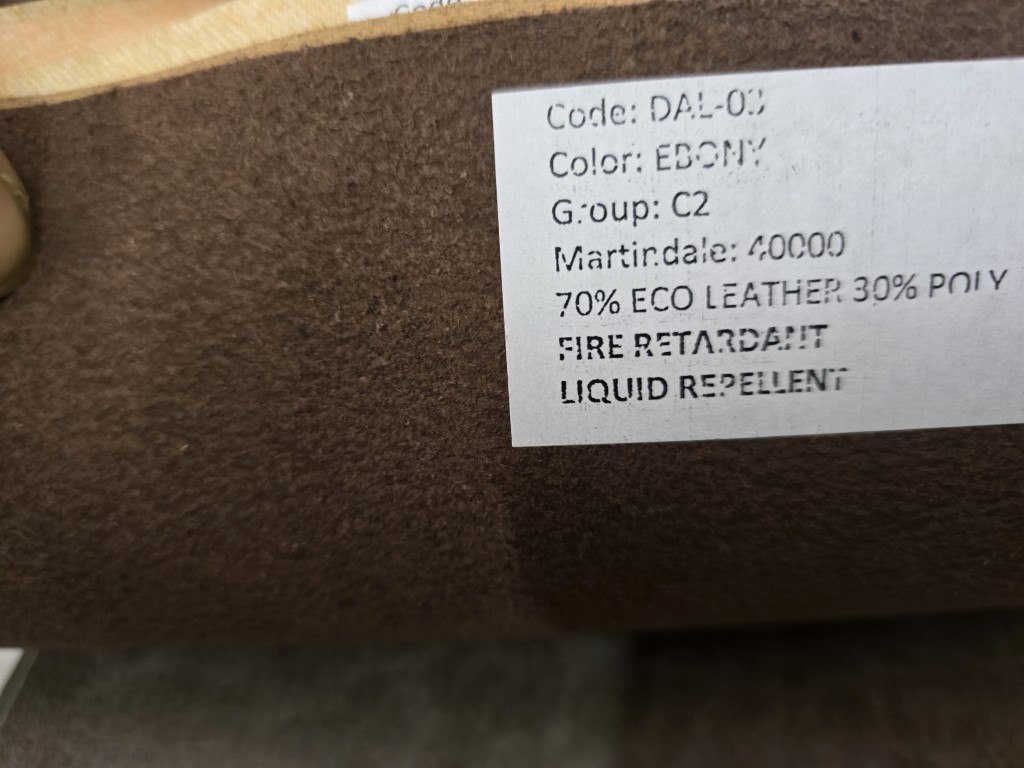 Code:
Color: EBONY
Group: C2
Martindale: 40000
70% ECO LEATHER 30% POLY
FIRE RETARDANT
LIQUID REPELLENT